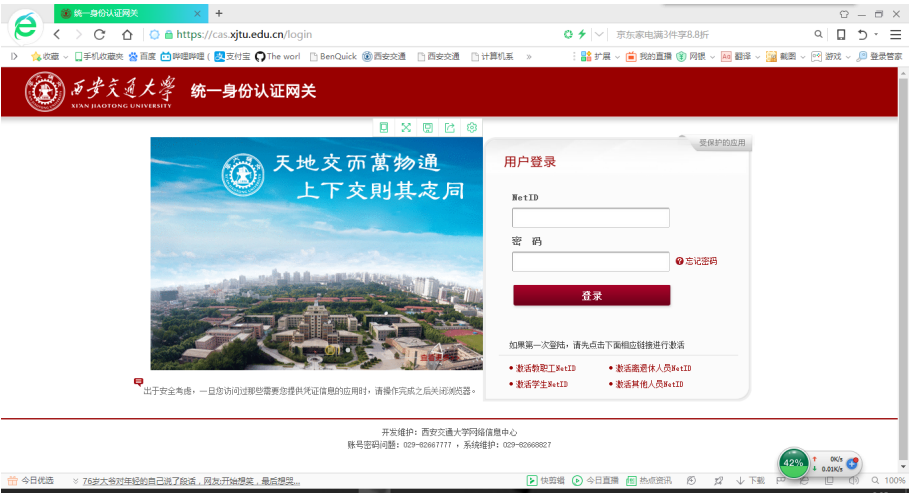 统一身份认证网关
https://cas.xjtu.edu.cn/login
京东家电满3件享8.8折
收藏 手机收藏夹 百度 哔哩哔哩 ( 支付宝 The worl BenQuick 西安交通 西安交通 计算机系 » 扩展 我的直播 网银 翻译 截图 游戏 登录管家
西安交通大学
XI'AN JIAOTONG UNIVERSITY
统一身份认证网关
受保护的应用
天地交而萬物通
上下交則其志同
用户登录
NetID
密 码
忘记密码
登录
如果第一次登陆，请先点击下面相应链接进行激活
• 激活教职工NetID • 激活离退休人员NetID
• 激活学生NetID • 激活其他人员NetID
出于安全考虑，一旦您访问过那些需要您提供凭证信息的应用时，请操作完成之后关闭浏览器。
开发维护：西安交通大学网络信息中心
账号密码问题：029-82667777 ，系统维护：029-82668827
42% 0K/s
0.01K/s
今日优选 76岁大爷对年轻的自己说了段话，网友:开始想笑，最后想哭... 快剪辑 今日直播 热点资讯 下载 100%